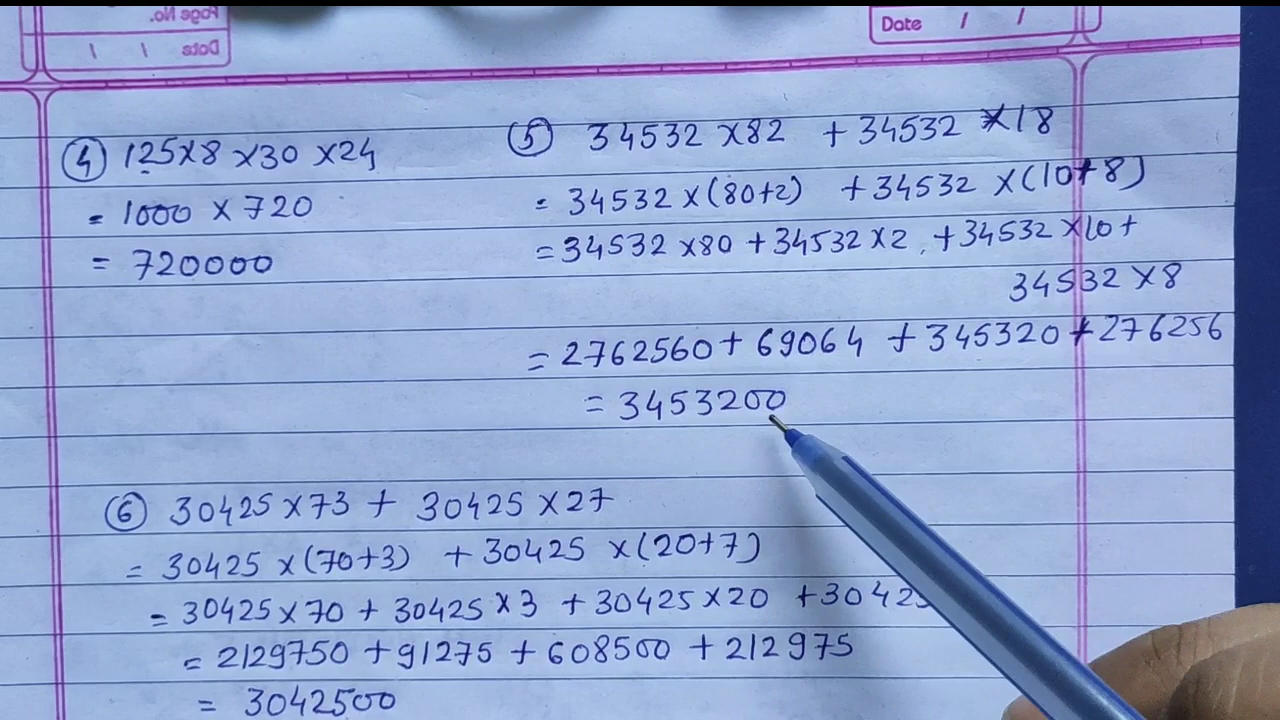 Page No.
Date / /
Date / /
④ 125×8 ×30 ×24
= 1000 × 720
= 720000
⑤ 34532 ×82 + 34532 ×18
= 34532 ×(80+2) + 34532 ×(10+8)
= 34532 ×80 + 34532 ×2 + 34532 ×10 +
34532 ×8
= 2762560 + 69064 + 345320 + 276256
= 3453200
⑥ 30425 ×73 + 30425 ×27
= 30425 ×(70+3) + 30425 ×(20+7)
= 30425 ×70 + 30425 ×3 + 30425 ×20 + 30425
= 2129750 + 91275 + 608500 + 212975
= 3042500